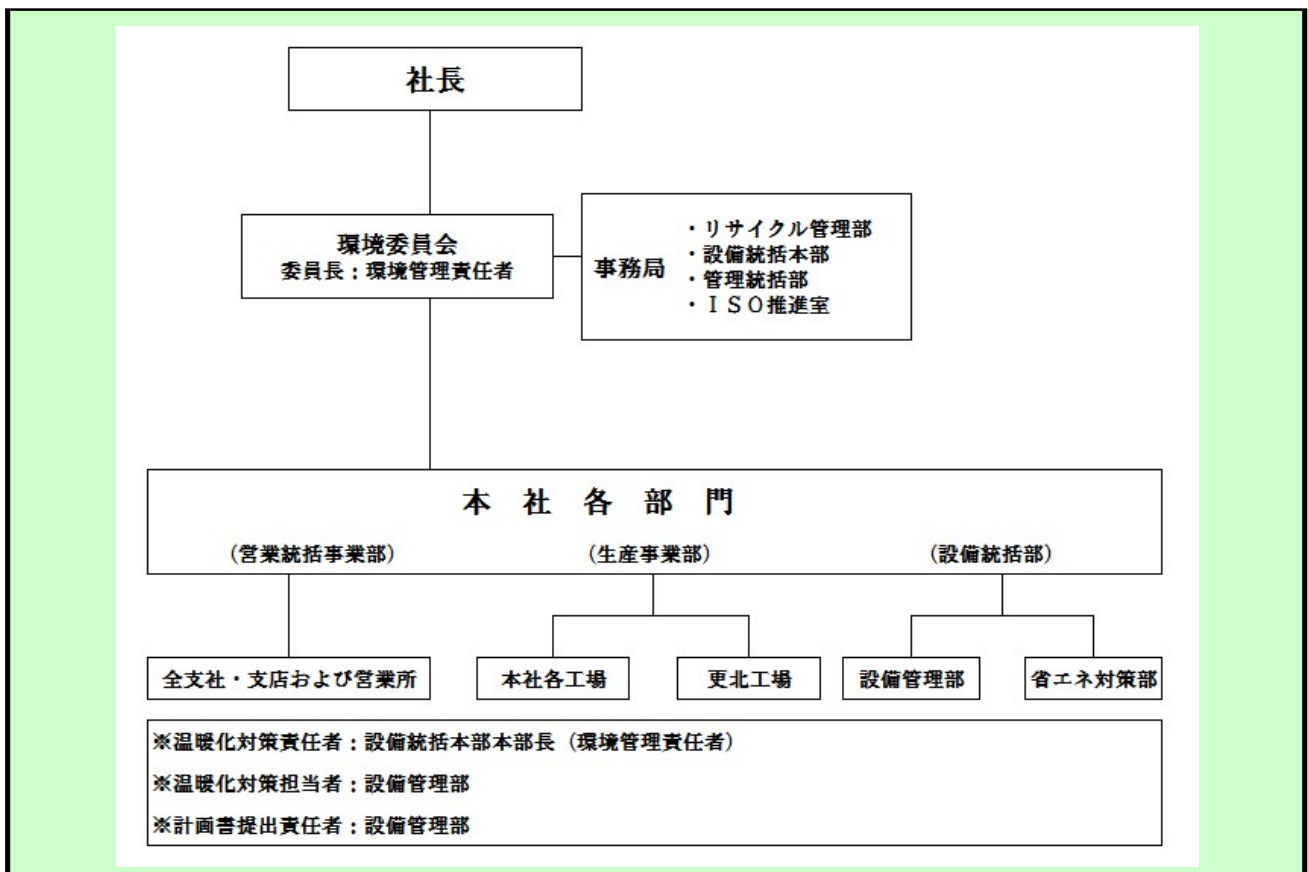 社長
環境委員会
委員長：環境管理責任者
事務局
・リサイクル管理部
・設備統括本部
・管理統括部
・ＩＳＯ推進室
本 社 各 部 門
（営業統括事業部）
（生産事業部）
（設備統括部）
全支社・支店および営業所
本社各工場
更北工場
設備管理部
省エネ対策部
※温暖化対策責任者：設備統括本部本部長（環境管理責任者）
※温暖化対策担当者：設備管理部
※計画書提出責任者：設備管理部